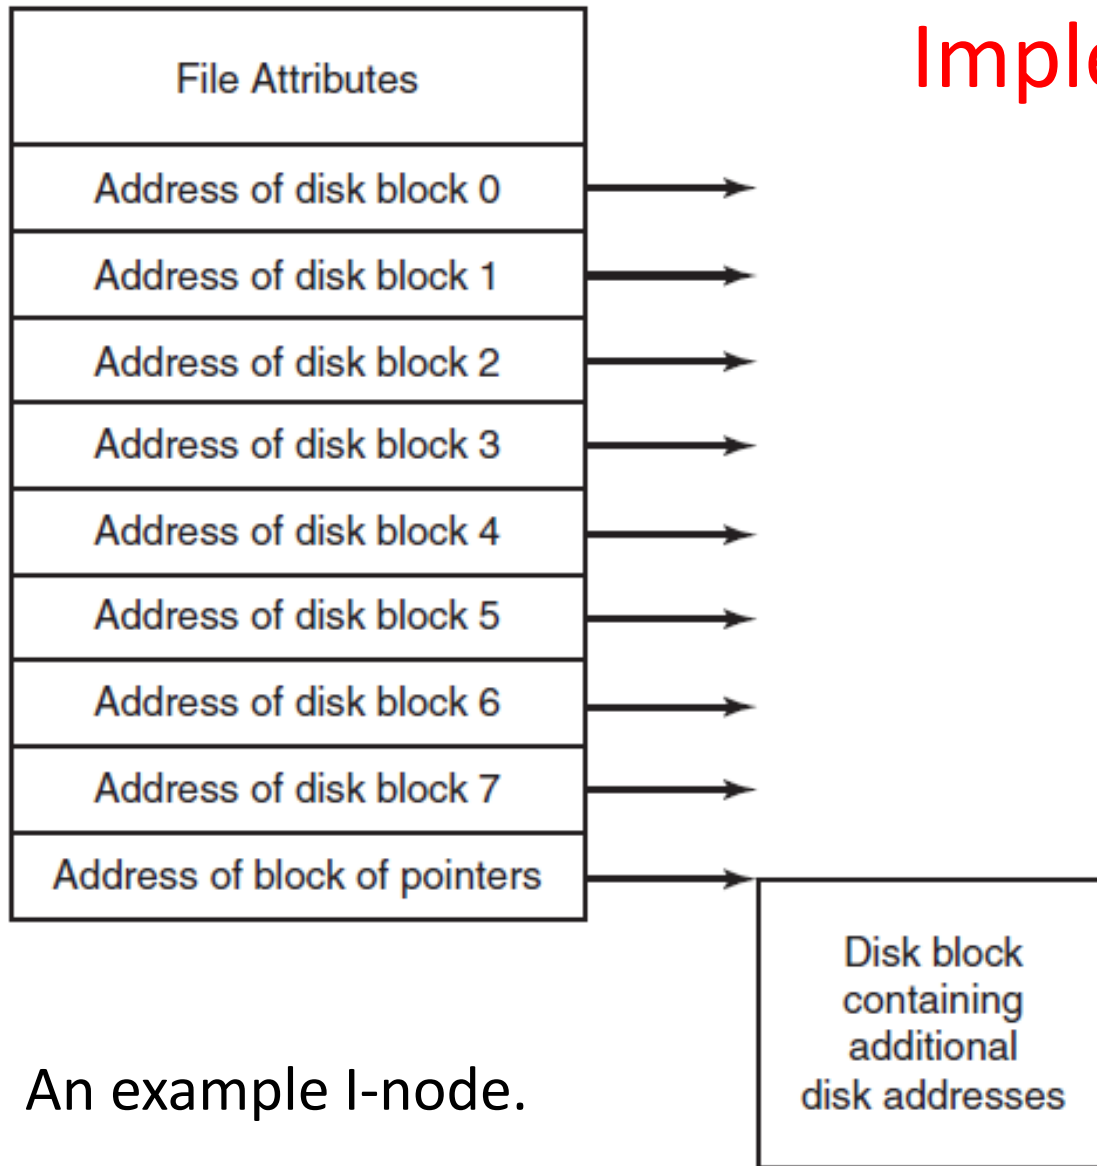 File Attributes
Address of disk block 0
Address of disk block 1
Address of disk block 2
Address of disk block 3
Address of disk block 4
Address of disk block 5
Address of disk block 6
Address of disk block 7
Address of block of pointers
Disk block
containing
additional
disk addresses
An example I-node.